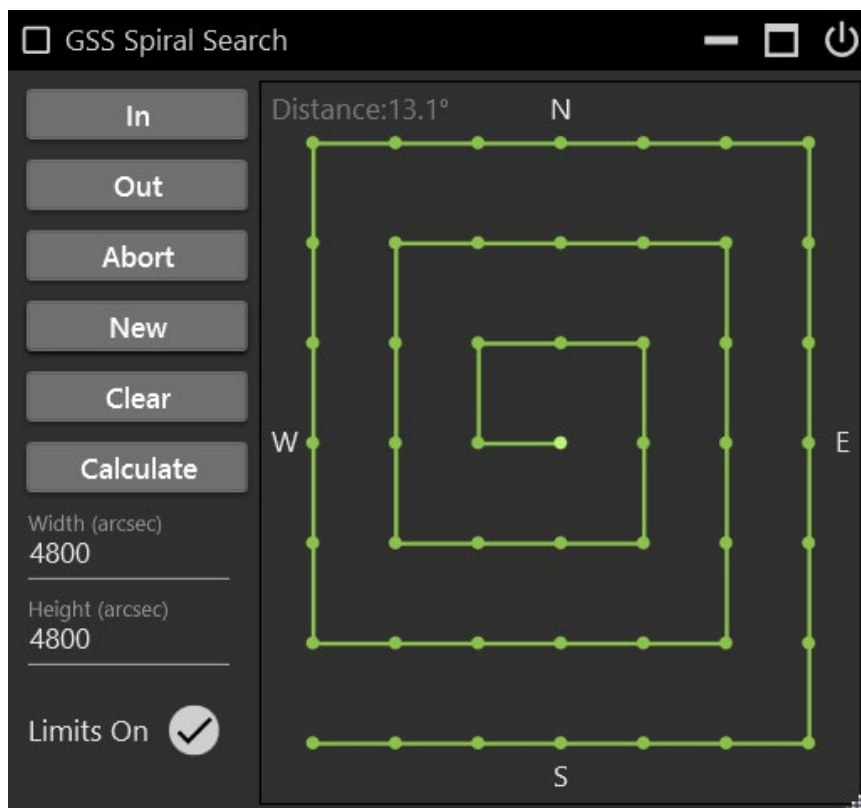 GSS Spiral Search
In
Out
Abort
New
Clear
Calculate
Width (arcsec)
4800
Height (arcsec)
4800
Limits On
Distance:13.1°
N
W
E
S